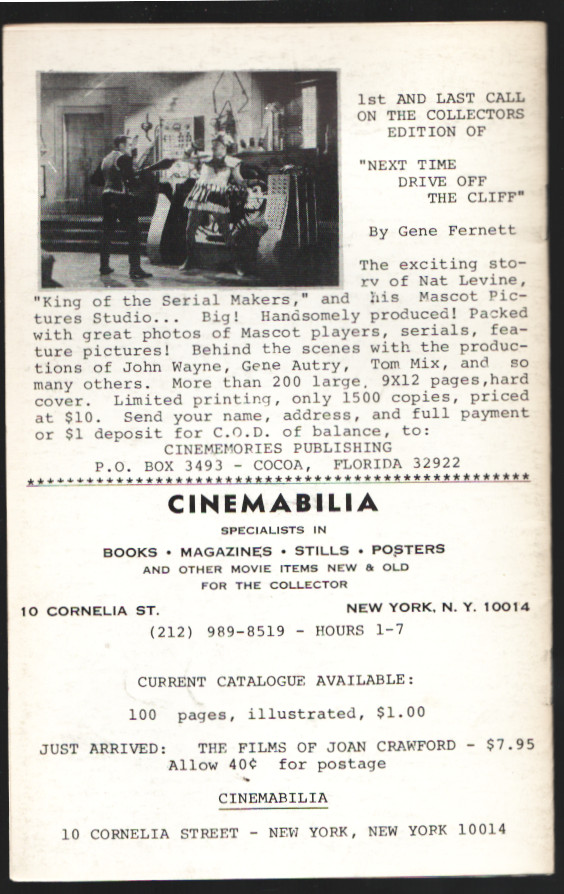 1st AND LAST CALL
ON THE COLLECTORS
EDITION OF
"NEXT TIME
DRIVE OFF
THE CLIFF"
By Gene Fernett
The exciting sto-
ry of Nat Levine,
"King of the Serial Makers," and his Mascot Pic-
tures Studio... Big! Handsomely produced! Packed
with great photos of Mascot players, serials, fea-
ture pictures! Behind the scenes with the produc-
tions of John Wayne, Gene Autry, Tom Mix, and so
many others. More than 200 large, 9X12 pages,hard
cover. Limited printing, only 1500 copies, priced
at $10. Send your name, address, and full payment
or $1 deposit for C.O.D. of balance, to:
CINEMEMORIES PUBLISHING
P.O. BOX 3493 - COCOA, FLORIDA 32922
**************************************************
CINEMABILIA
SPECIALISTS IN
BOOKS • MAGAZINES • STILLS • POSTERS
AND OTHER MOVIE ITEMS NEW & OLD
FOR THE COLLECTOR
10 CORNELIA ST. NEW YORK, N. Y. 10014
(212) 989-8519 - HOURS 1-7
CURRENT CATALOGUE AVAILABLE:
100 pages, illustrated, $1.00
JUST ARRIVED: THE FILMS OF JOAN CRAWFORD - $7.95
Allow 40¢ for postage
CINEMABILIA
10 CORNELIA STREET - NEW YORK, NEW YORK 10014